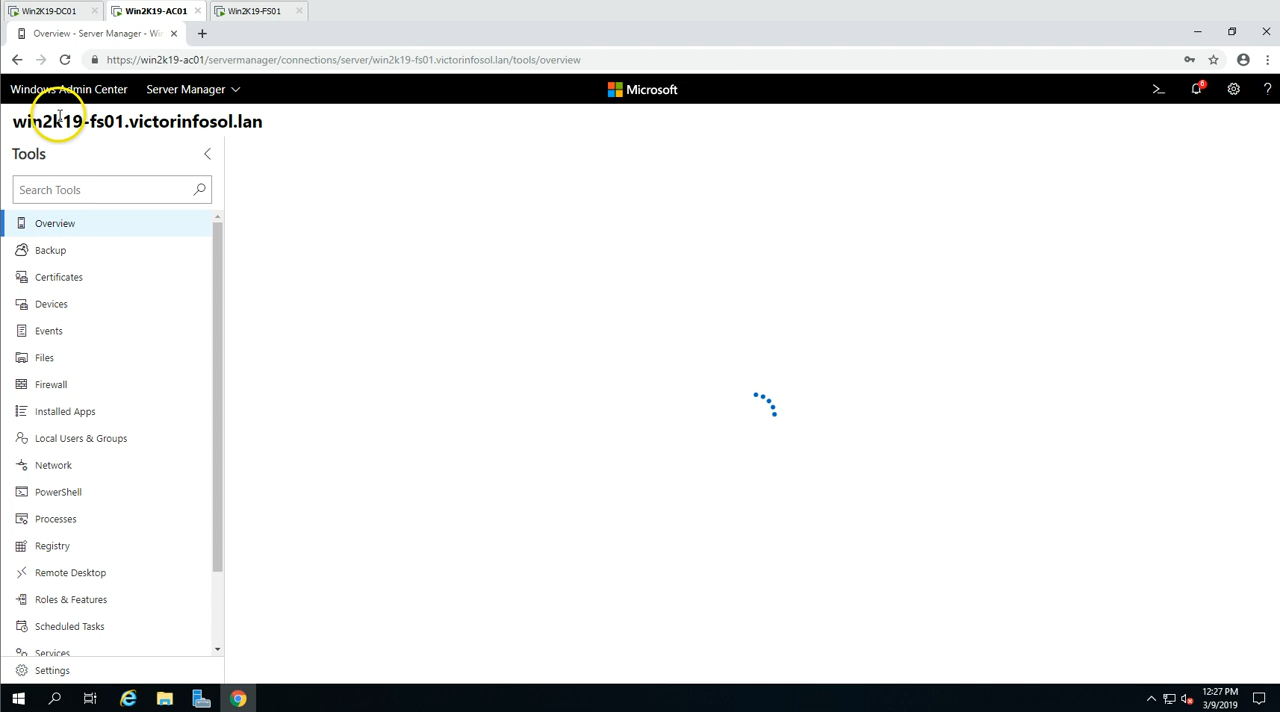 Win2K19-DC01
Win2K19-AC01
Win2K19-FS01
Overview - Server Manager - Wi
https://win2k19-ac01/servermanager/connections/server/win2k19-fs01.victorinfosol.lan/tools/overview
Windows Admin Center
Server Manager
Microsoft
6
?
win2k19-fs01.victorinfosol.lan
Tools
Search Tools
Overview
Backup
Certificates
Devices
Events
Files
Firewall
Installed Apps
Local Users & Groups
Network
PowerShell
Processes
Registry
Remote Desktop
Roles & Features
Scheduled Tasks
Services
Settings
12:27 PM
3/9/2019